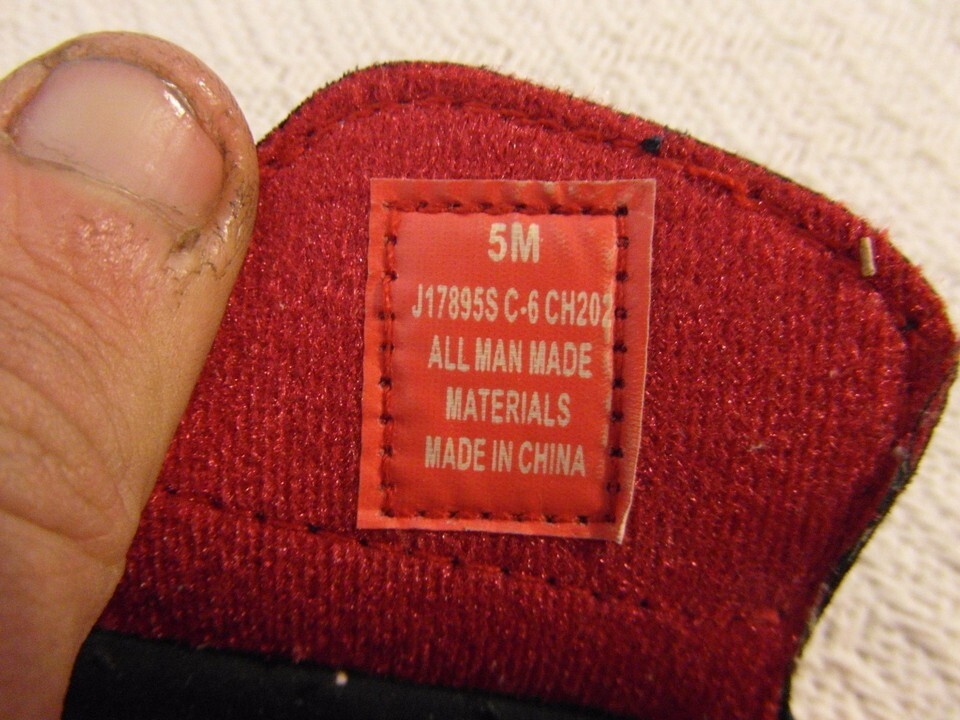 5M
J17895S C-6 CH202
ALL MAN MADE
MATERIALS
MADE IN CHINA